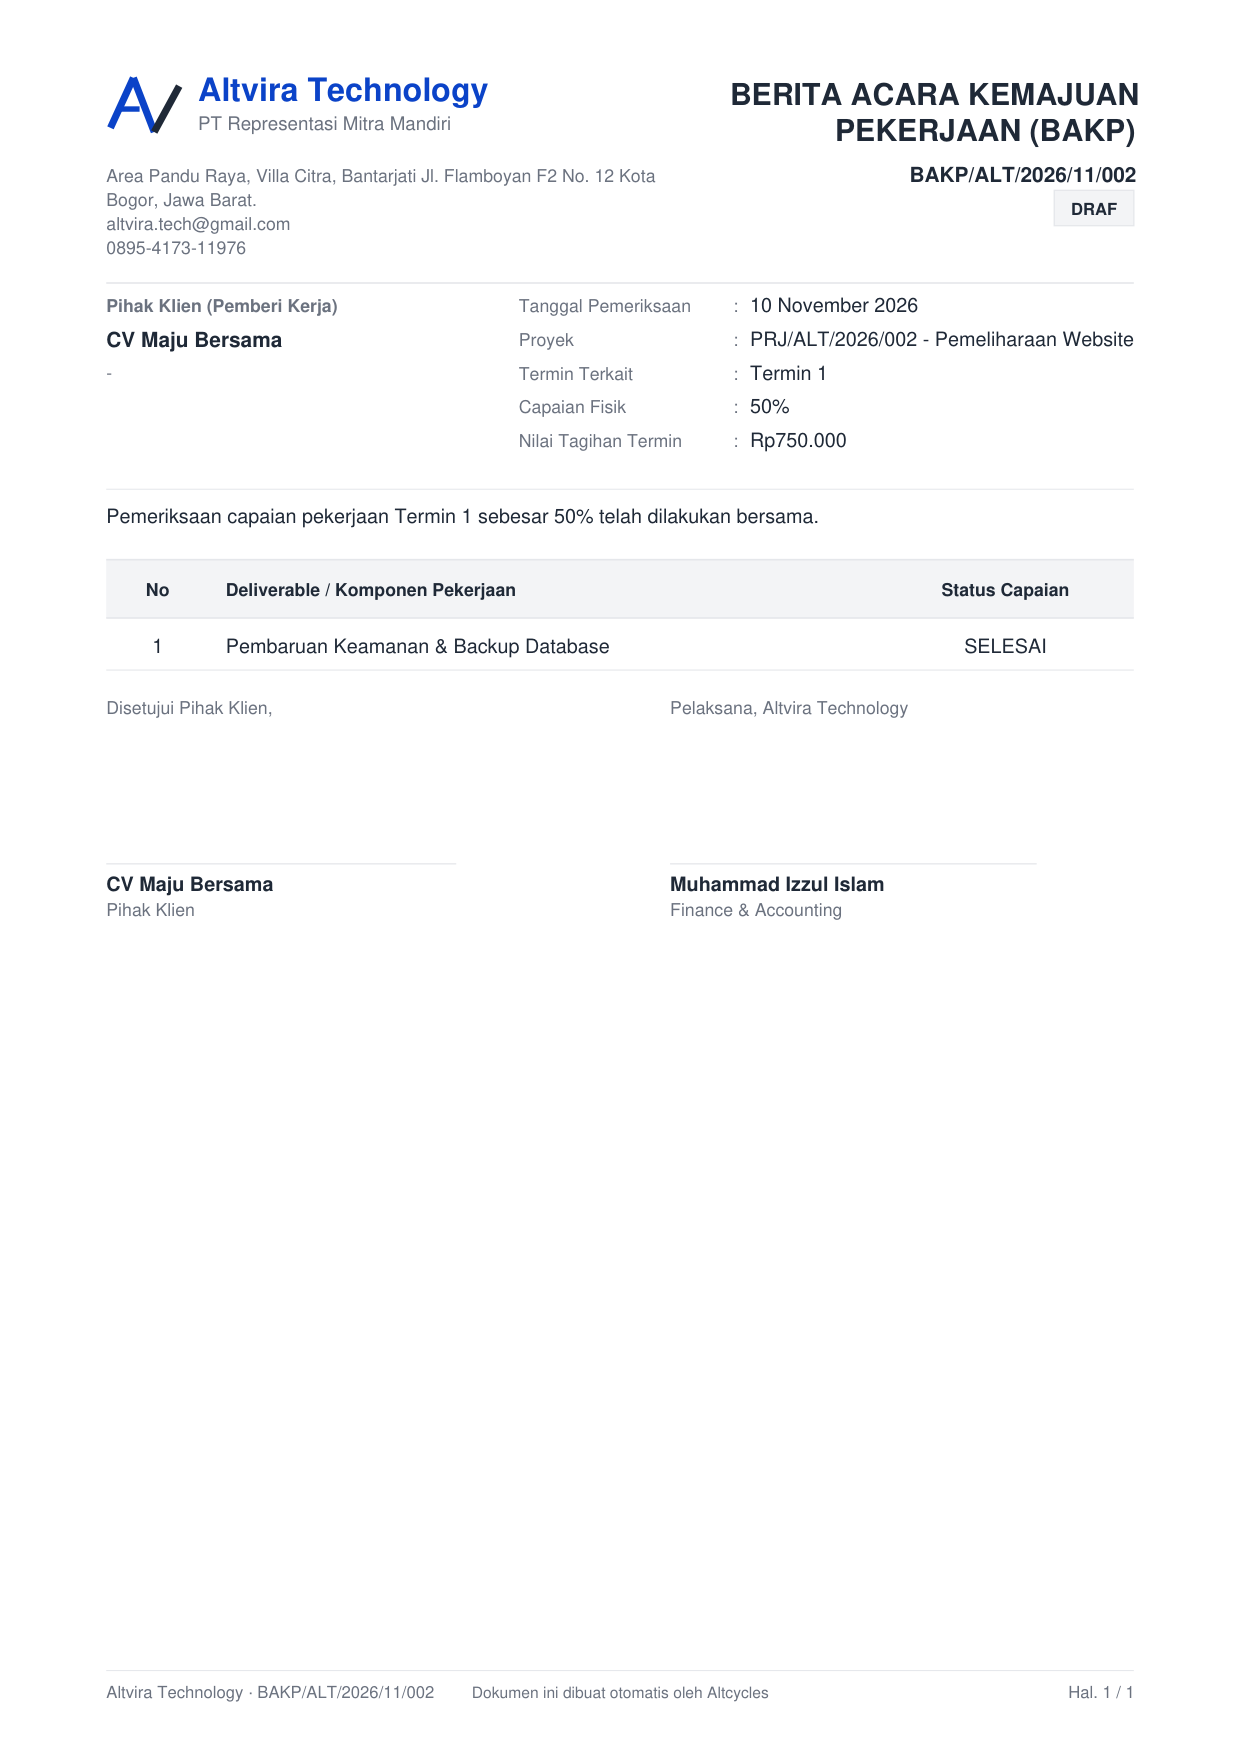 Altvira Technology
PT Representasi Mitra Mandiri
BERITA ACARA KEMAJUAN
PEKERJAAN (BAKP)
BAKP/ALT/2026/11/002
DRAF
Area Pandu Raya, Villa Citra, Bantarjati Jl. Flamboyan F2 No. 12 Kota
Bogor, Jawa Barat.
altvira.tech@gmail.com
0895-4173-11976
Pihak Klien (Pemberi Kerja)
CV Maju Bersama
-
Tanggal Pemeriksaan : 10 November 2026
Proyek : PRJ/ALT/2026/002 - Pemeliharaan Website
Termin Terkait : Termin 1
Capaian Fisik : 50%
Nilai Tagihan Termin : Rp750.000
Pemeriksaan capaian pekerjaan Termin 1 sebesar 50% telah dilakukan bersama.
No Deliverable / Komponen Pekerjaan Status Capaian
1 Pembaruan Keamanan & Backup Database SELESAI
Disetujui Pihak Klien, Pelaksana, Altvira Technology
CV Maju Bersama Muhammad Izzul Islam
Pihak Klien Finance & Accounting
Altvira Technology · BAKP/ALT/2026/11/002 Dokumen ini dibuat otomatis oleh Altcycles Hal. 1 / 1